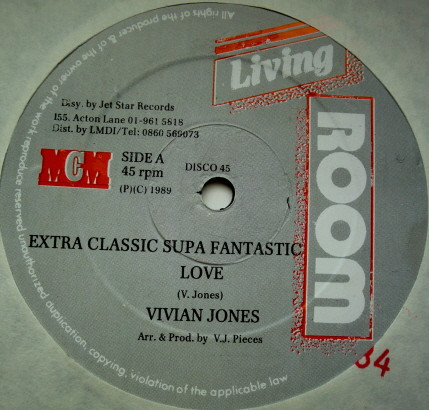 All rights of the producer & of the owner of the work reproduced reserved unauthorized duplication, copying, violation of the applicable law
Living
ROOM
Disy. by Jet Star Records
155. Acton Lane 01-961 5818
Dist. by LMDI/Tel: 0860 569073
MCM
SIDE A
45 rpm
(P)(C) 1989
DISCO 45
EXTRA CLASSIC SUPA FANTASTIC
LOVE
(V. Jones)
VIVIAN JONES
Arr. & Prod. by V.J. Pieces
34